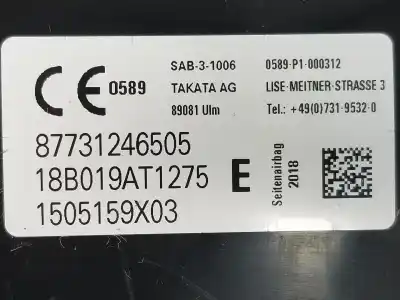 SAB-3-1006
0589-P1-000312
CE 0589
TAKATA AG
LISE-MEITNER-STRASSE 3
89081 Ulm
Tel.: +49(0)731-9532-0
87731246505
18B019AT1275
E
1505159X03
Seitenairbag
2018